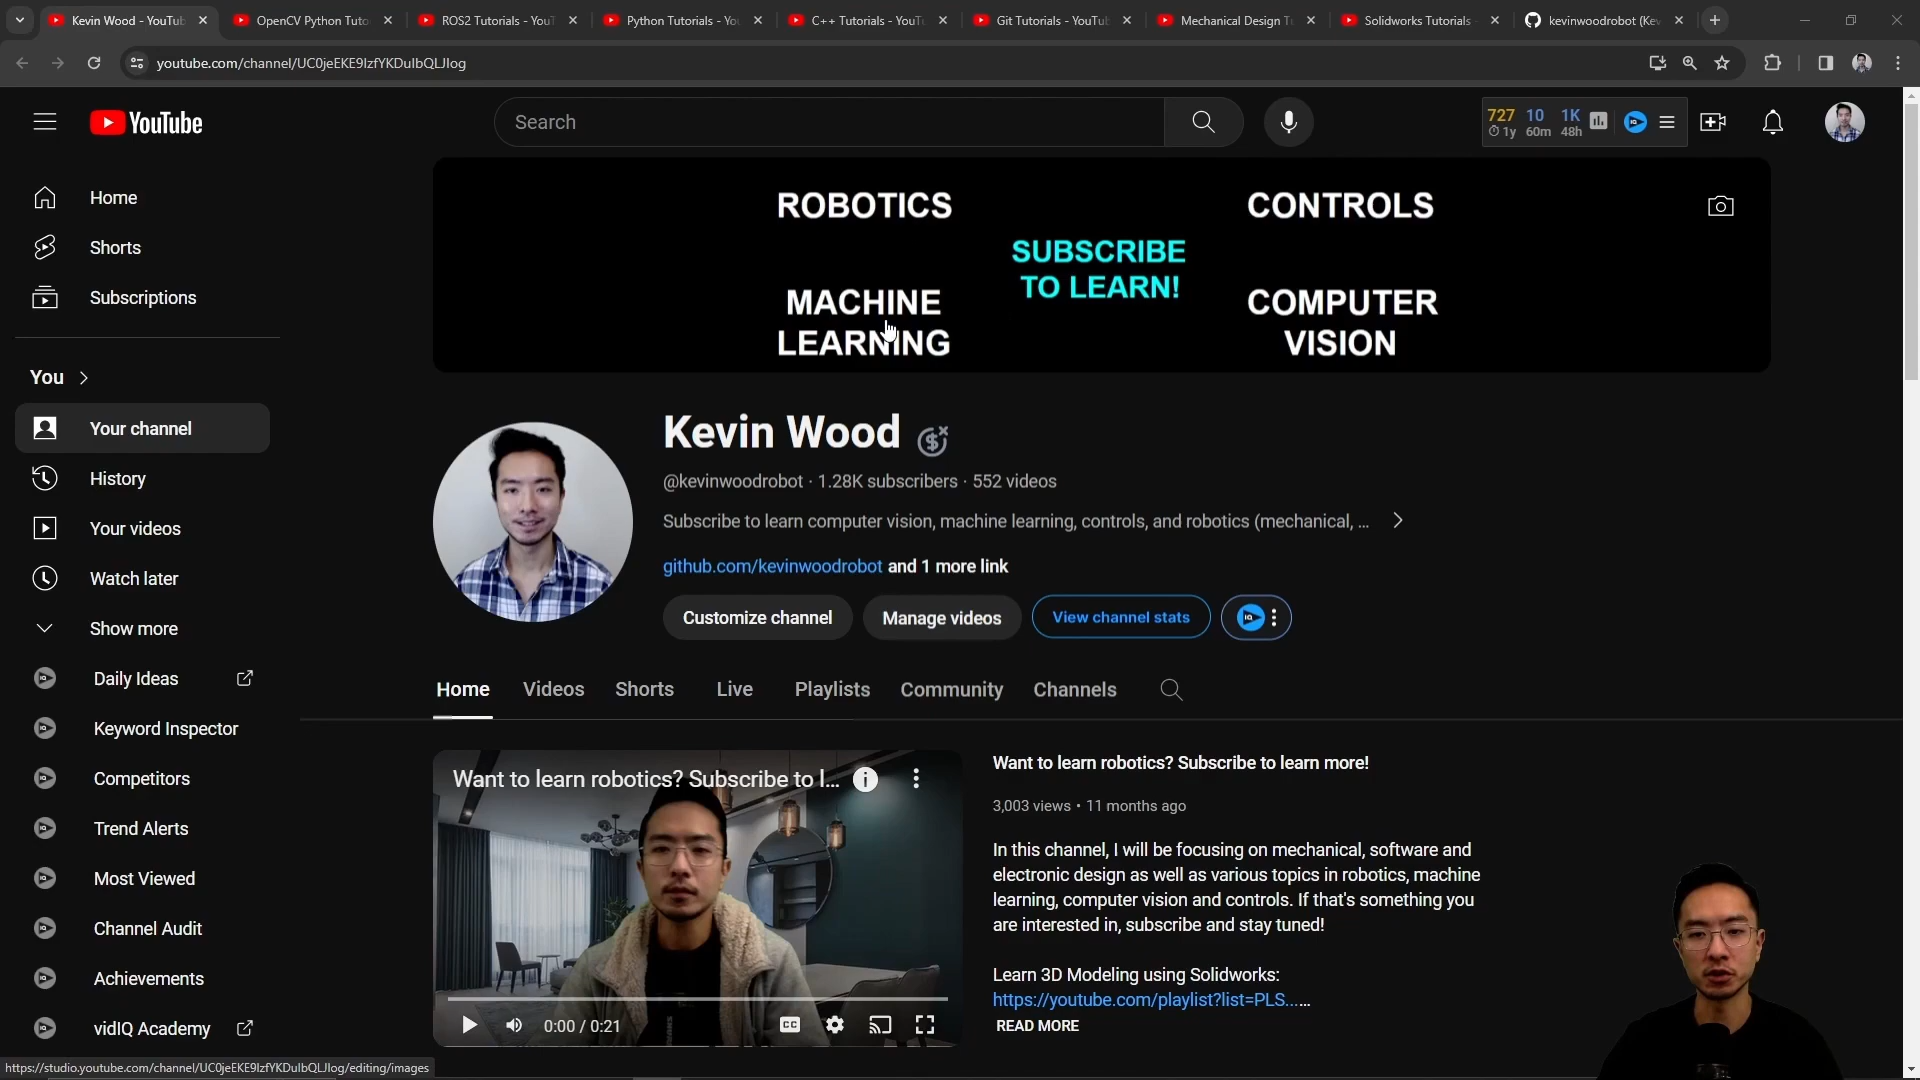 Kevin Wood - YouTub
OpenCV Python Tuto
ROS2 Tutorials - YouT
Python Tutorials - Yo
C++ Tutorials - YouTu
Git Tutorials - YouTub
Mechanical Design T
Solidworks Tutorials -
kevinwoodrobot (Kev
youtube.com/channel/UC0jeEKE9IzfYKDulbQLJlog
YouTube
Search
727 10 1K
1y 60m 48h
Home
Shorts
Subscriptions
You
Your channel
History
Your videos
Watch later
Show more
Daily Ideas
Keyword Inspector
Competitors
Trend Alerts
Most Viewed
Channel Audit
Achievements
vidIQ Academy
ROBOTICS
CONTROLS
SUBSCRIBE
TO LEARN!
MACHINE
LEARNING
COMPUTER
VISION
Kevin Wood
@kevinwoodrobot · 1.28K subscribers · 552 videos
Subscribe to learn computer vision, machine learning, controls, and robotics (mechanical, ...
github.com/kevinwoodrobot and 1 more link
Customize channel
Manage videos
View channel stats
Home
Videos
Shorts
Live
Playlists
Community
Channels
Want to learn robotics? Subscribe to l...
0:00 / 0:21
CC
Want to learn robotics? Subscribe to learn more!
3,003 views • 11 months ago
In this channel, I will be focusing on mechanical, software and
electronic design as well as various topics in robotics, machine
learning, computer vision and controls. If that's something you
are interested in, subscribe and stay tuned!
Learn 3D Modeling using Solidworks:
https://youtube.com/playlist?list=PLS...…
READ MORE
https://studio.youtube.com/channel/UC0jeEKE9IzfYKDulbQLJlog/editing/images